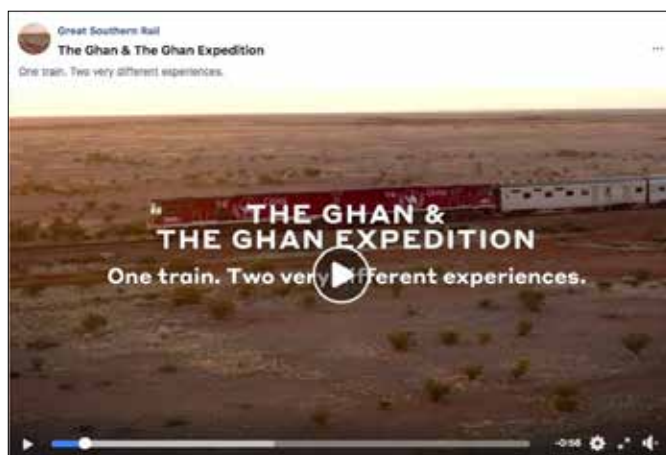 Great Southern Rail
The Ghan & The Ghan Expedition
One train. Two very different experiences.
THE GHAN &
THE GHAN EXPEDITION
One train. Two very different experiences.
-0:56